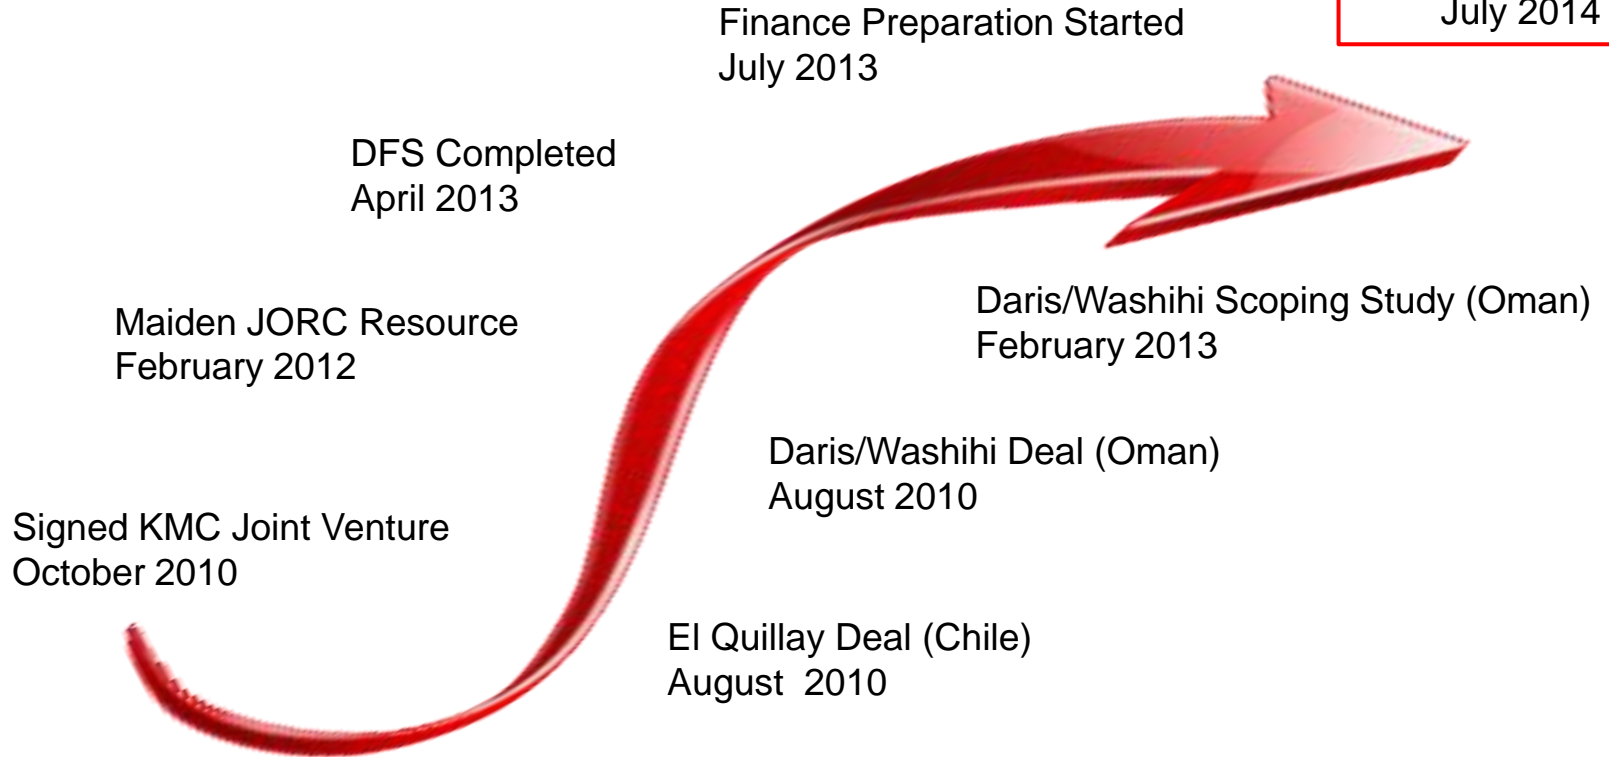 July 2014
Finance Preparation Started
July 2013
DFS Completed
April 2013
Maiden JORC Resource
February 2012
Daris/Washihi Scoping Study (Oman)
February 2013
Daris/Washihi Deal (Oman)
August 2010
Signed KMC Joint Venture
October 2010
El Quillay Deal (Chile)
August  2010